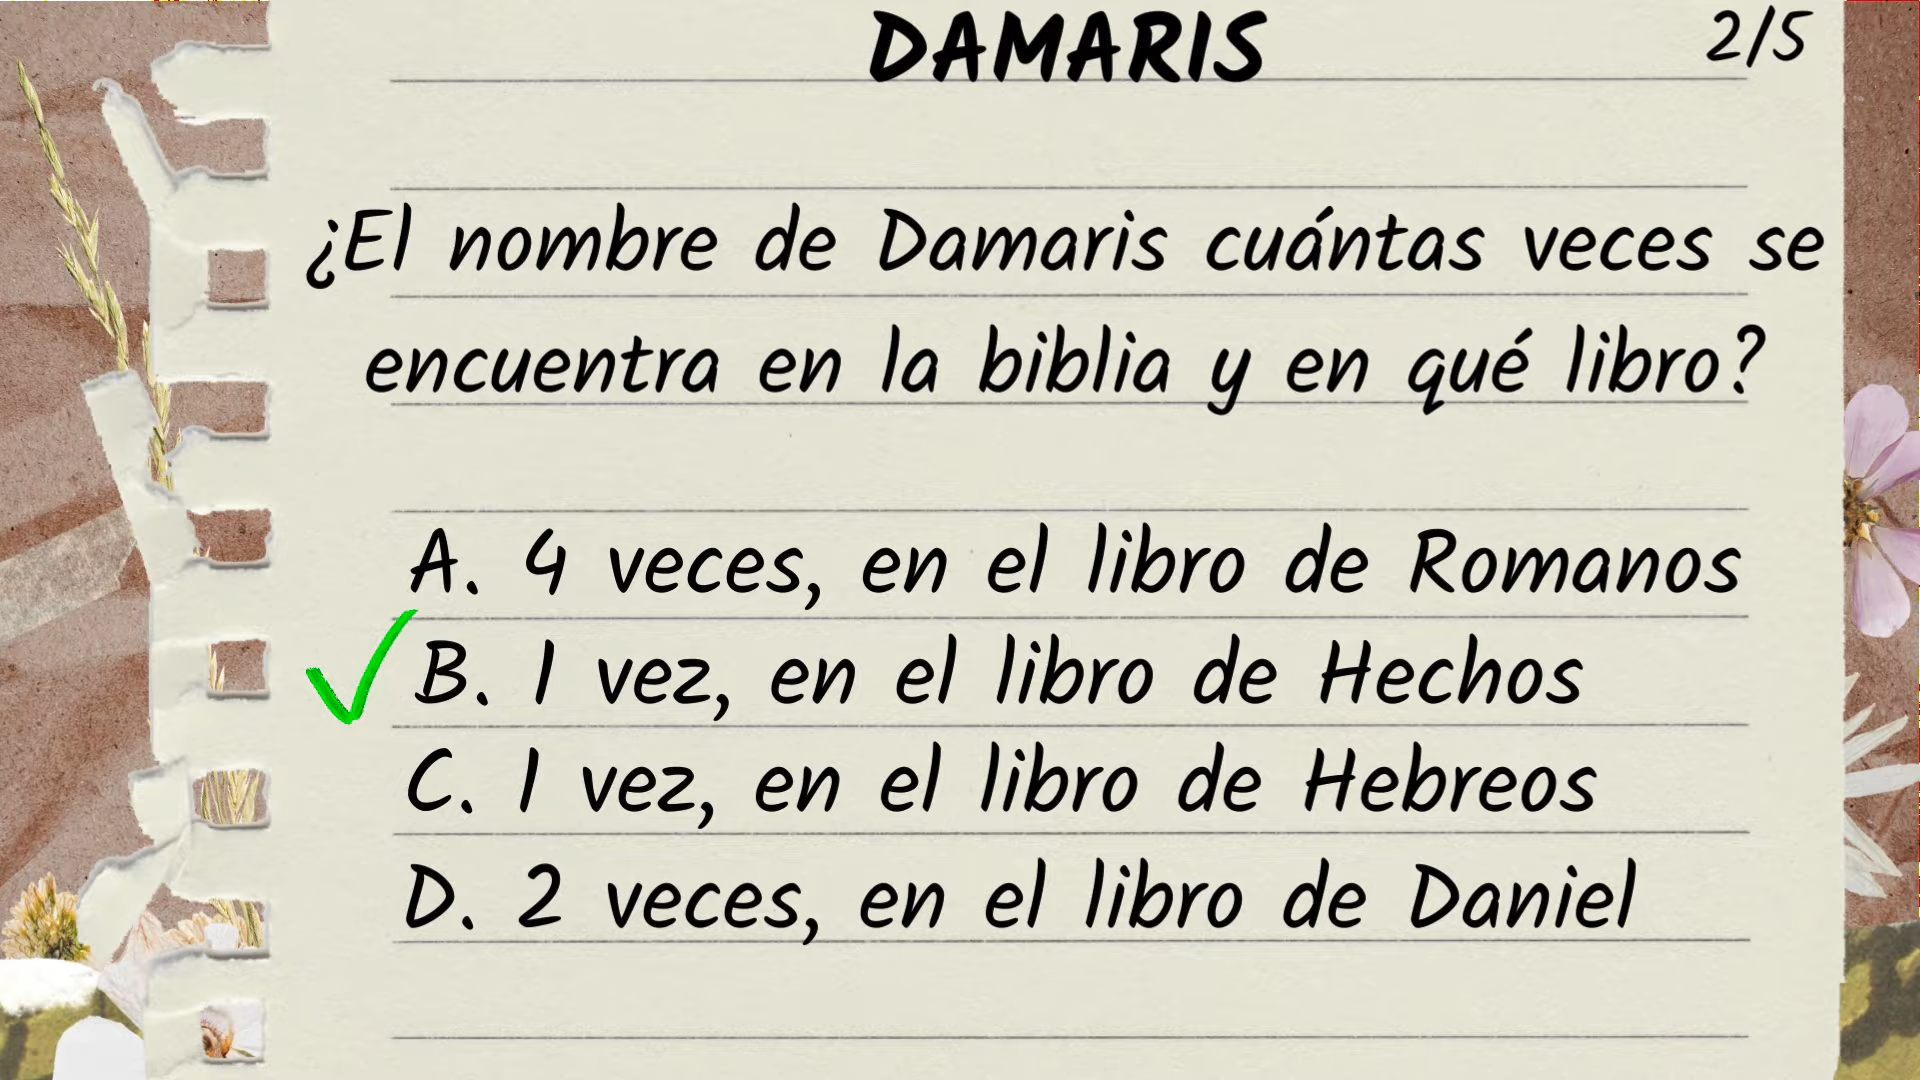 DAMARIS
2/5
¿El nombre de Damaris cuántas veces se
encuentra en la biblia y en qué libro?
A. 4 veces, en el libro de Romanos
B. 1 vez, en el libro de Hechos
C. 1 vez, en el libro de Hebreos
D. 2 veces, en el libro de Daniel